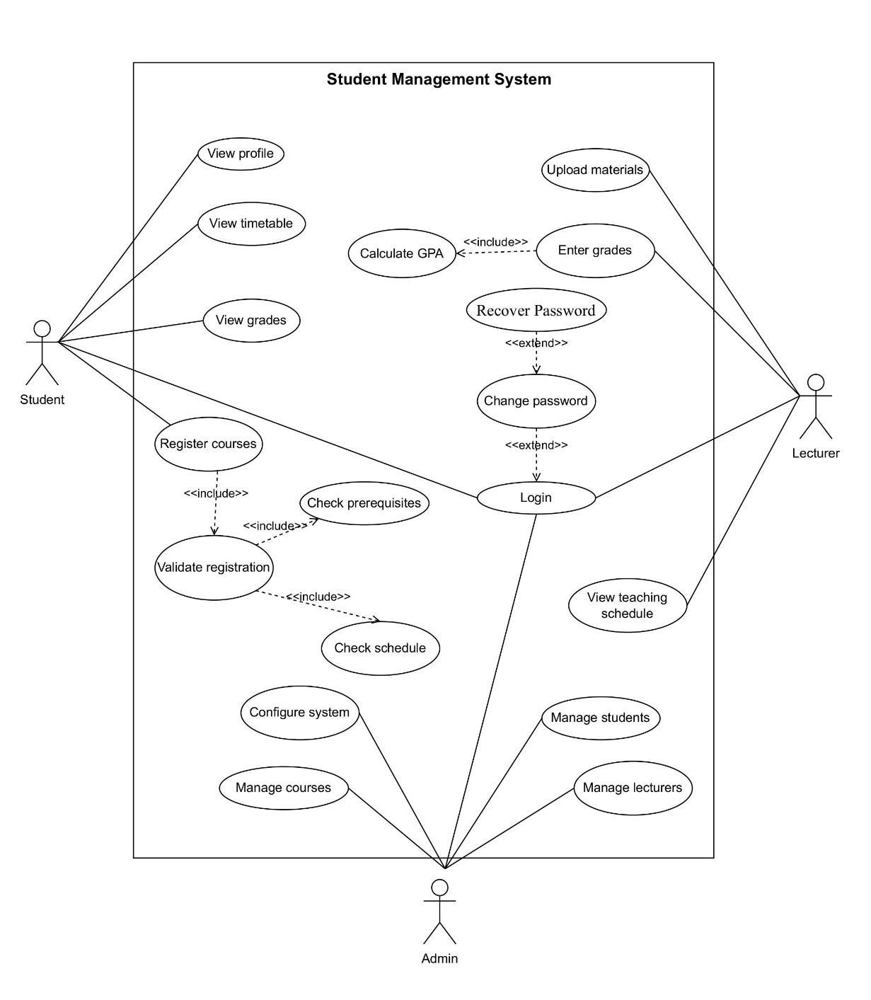 Student Management System
View profile
Upload materials
View timetable
<<include>>
Calculate GPA
Enter grades
Recover Password
View grades
<<extend>>
Student
Change password
Register courses
<<extend>>
Lecturer
<<include>>
Check prerequisites
Login
<<include>>
Validate registration
<<include>>
View teaching
schedule
Check schedule
Configure system
Manage students
Manage courses
Manage lecturers
Admin